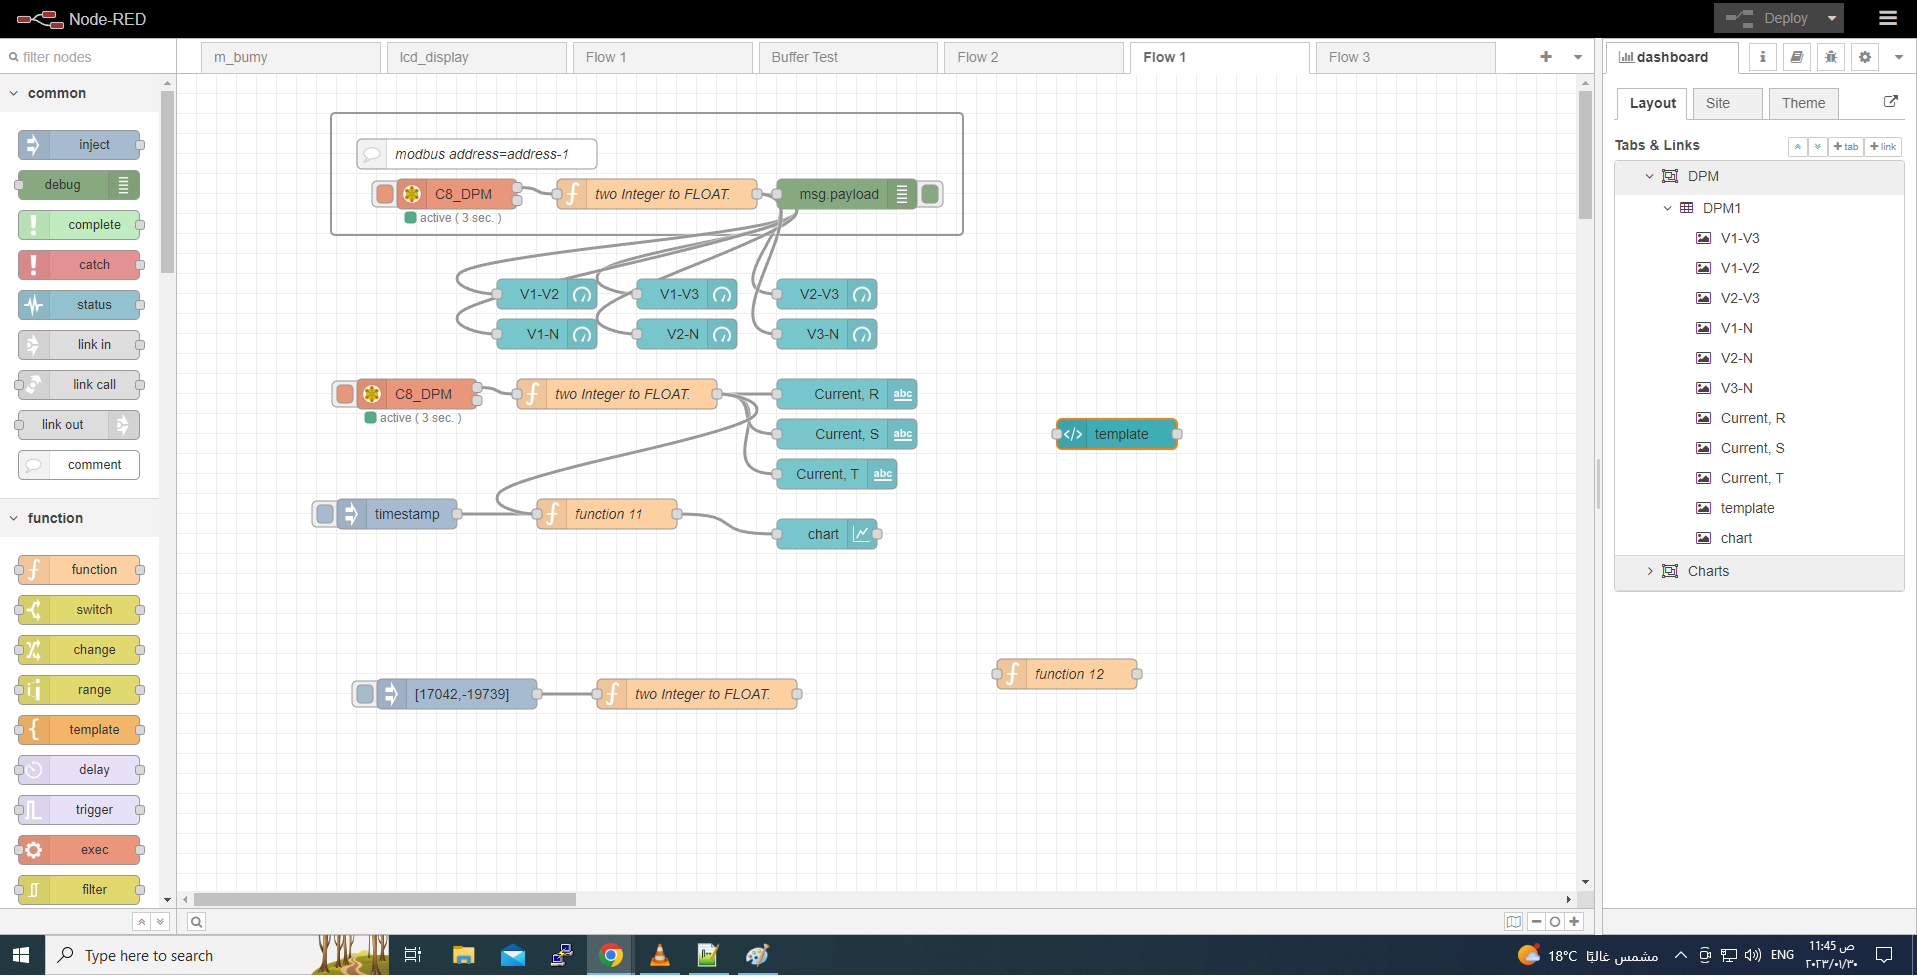 Node-RED
Deploy
filter nodes
m_bumy
lcd_display
Flow 1
Buffer Test
Flow 2
Flow 1
Flow 3
dashboard
common
inject
debug
complete
catch
status
link in
link call
link out
comment
function
function
switch
change
range
template
delay
trigger
exec
filter
modbus address=address-1
C8_DPM
two Integer to FLOAT.
msg.payload
active ( 3 sec. )
V1-V2
V1-V3
V2-V3
V1-N
V2-N
V3-N
C8_DPM
two Integer to FLOAT.
Current, R
abc
active ( 3 sec. )
Current, S
abc
template
Current, T
abc
timestamp
function 11
chart
function 12
[17042,-19739]
two Integer to FLOAT.
Layout
Site
Theme
Tabs & Links
tab
link
DPM
DPM1
V1-V3
V1-V2
V2-V3
V1-N
V2-N
V3-N
Current, R
Current, S
Current, T
template
chart
Charts
Type here to search
18°C مشمس غالبًا
ENG
11:45 ص
٢٠٢٣/٠١/٣٠